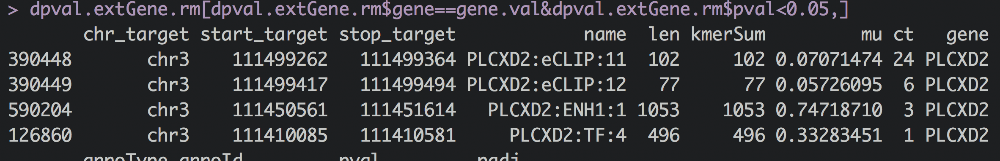 > dpval.extGene.rm[dpval.extGene.rm$gene==gene.val&dpval.extGene.rm$pval<0.05,]
chr_target start_target stop_target name len kmerSum mu ct gene
390448 chr3 111499262 111499364 PLCXD2:eCLIP:11 102 102 0.07071474 24 PLCXD2
390449 chr3 111499417 111499494 PLCXD2:eCLIP:12 77 77 0.05726095 6 PLCXD2
590204 chr3 111450561 111451614 PLCXD2:ENH1:1 1053 1053 0.74718710 3 PLCXD2
126860 chr3 111410085 111410581 PLCXD2:TF:4 496 496 0.33283451 1 PLCXD2
annoType annoId pval padj